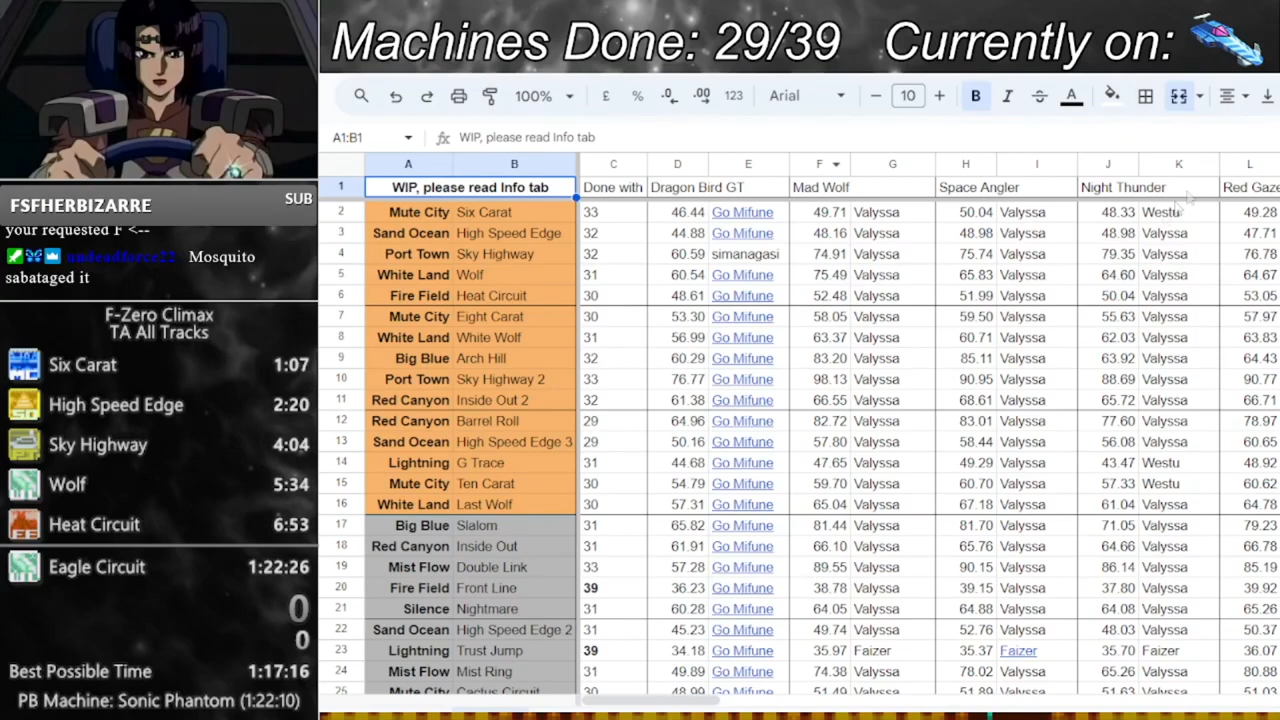 Machines Done: 29/39 Currently on:
100% £ % .0 .00 123 Arial − 10 + B I A
A1:B1 fx WIP, please read Info tab
A B C D E F G H I J K L
1 WIP, please read Info tab Done with Dragon Bird GT Mad Wolf Space Angler Night Thunder Red Gaze
2 Mute City Six Carat 33 46.44 Go Mifune 49.71 Valyssa 50.04 Valyssa 48.33 Westu 49.28
3 Sand Ocean High Speed Edge 32 44.88 Go Mifune 48.16 Valyssa 48.98 Valyssa 48.98 Valyssa 47.71
4 Port Town Sky Highway 32 60.59 simanagasi 74.91 Valyssa 75.74 Valyssa 79.35 Valyssa 76.78
5 White Land Wolf 31 60.54 Go Mifune 75.49 Valyssa 65.83 Valyssa 64.60 Valyssa 64.67
6 Fire Field Heat Circuit 30 48.61 Go Mifune 52.48 Valyssa 51.99 Valyssa 50.04 Valyssa 53.05
7 Mute City Eight Carat 30 53.30 Go Mifune 58.05 Valyssa 59.50 Valyssa 55.63 Valyssa 57.97
8 White Land White Wolf 31 56.99 Go Mifune 63.37 Valyssa 60.71 Valyssa 62.03 Valyssa 63.83
9 Big Blue Arch Hill 32 60.29 Go Mifune 83.20 Valyssa 85.11 Valyssa 63.92 Valyssa 64.43
10 Port Town Sky Highway 2 33 76.77 Go Mifune 98.13 Valyssa 90.95 Valyssa 88.69 Valyssa 90.77
11 Red Canyon Inside Out 2 32 61.38 Go Mifune 66.55 Valyssa 68.61 Valyssa 65.72 Valyssa 66.71
12 Red Canyon Barrel Roll 29 64.96 Go Mifune 82.72 Valyssa 83.01 Valyssa 77.60 Valyssa 78.97
13 Sand Ocean High Speed Edge 3 29 50.16 Go Mifune 57.80 Valyssa 58.44 Valyssa 56.08 Valyssa 60.65
14 Lightning G Trace 31 44.68 Go Mifune 47.65 Valyssa 49.29 Valyssa 43.47 Westu 48.92
15 Mute City Ten Carat 30 54.79 Go Mifune 59.70 Valyssa 60.70 Valyssa 57.33 Westu 60.62
16 White Land Last Wolf 30 57.31 Go Mifune 65.04 Valyssa 67.18 Valyssa 61.04 Valyssa 64.78
17 Big Blue Slalom 31 65.82 Go Mifune 81.44 Valyssa 81.70 Valyssa 71.05 Valyssa 79.23
18 Red Canyon Inside Out 31 61.91 Go Mifune 66.10 Valyssa 65.76 Valyssa 64.66 Valyssa 66.78
19 Mist Flow Double Link 33 57.28 Go Mifune 89.55 Valyssa 90.15 Valyssa 86.14 Valyssa 85.19
20 Fire Field Front Line 39 36.23 Go Mifune 38.78 Valyssa 39.15 Valyssa 37.80 Valyssa 39.92
21 Silence Nightmare 31 60.28 Go Mifune 64.05 Valyssa 64.88 Valyssa 64.08 Valyssa 65.26
22 Sand Ocean High Speed Edge 2 31 45.23 Go Mifune 49.74 Valyssa 52.76 Valyssa 48.03 Valyssa 50.37
23 Lightning Trust Jump 39 34.18 Go Mifune 35.97 Faizer 35.37 Faizer 35.70 Faizer 36.07
24 Mist Flow Mist Ring 31 49.89 Go Mifune 74.38 Valyssa 78.02 Valyssa 65.26 Valyssa 80.88
25 Mute City Cactus Circuit 30 48.99 Go Mifune 51.49 Valyssa 51.89 Valyssa 51.63 Valyssa 51.03
FSFHERBIZARRE SUB
your requested F <--
undeadforce22 Mosquito
sabataged it
F-Zero Climax
TA All Tracks
Six Carat 1:07
High Speed Edge 2:20
Sky Highway 4:04
Wolf 5:34
Heat Circuit 6:53
Eagle Circuit 1:22:26
0
0
Best Possible Time 1:17:16
PB Machine: Sonic Phantom (1:22:10)